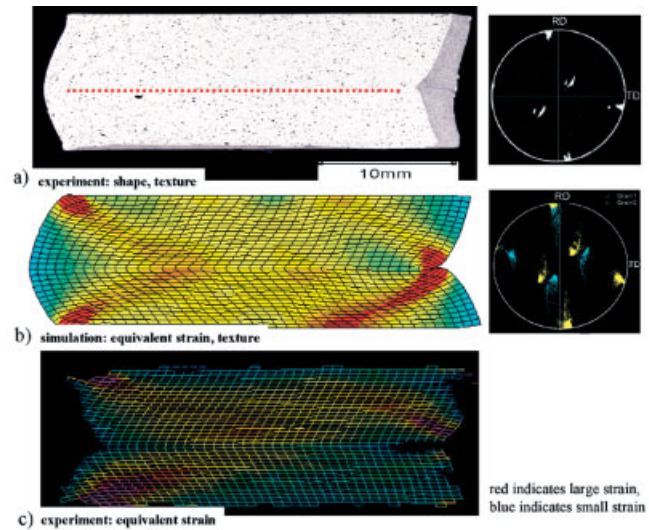 RD
TD
10mm
a) experiment: shape, texture
RD
TD
b) simulation: equivalent strain, texture
red indicates large strain,
blue indicates small strain
c) experiment: equivalent strain